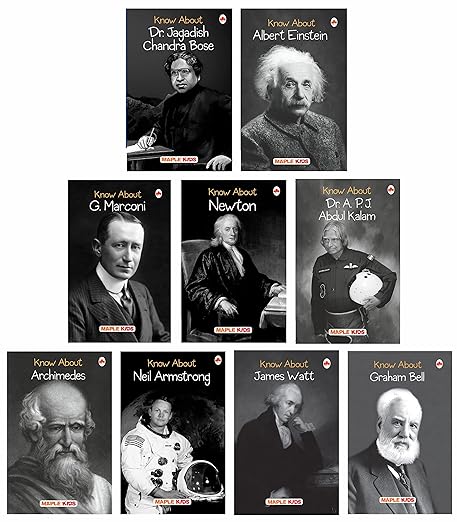 Know About
Dr. Jagadish
Chandra Bose
MAPLE KIDS
Know About
Albert Einstein
MAPLE KIDS
Know About
G. Marconi
MAPLE KIDS
Know About
Newton
MAPLE KIDS
Know About
Dr. A. P. J
Abdul Kalam
MAPLE KIDS
Know About
Archimedes
MAPLE KIDS
Know About
Neil Armstrong
MAPLE KIDS
Know About
James Watt
MAPLE KIDS
Know About
Graham Bell
MAPLE KIDS